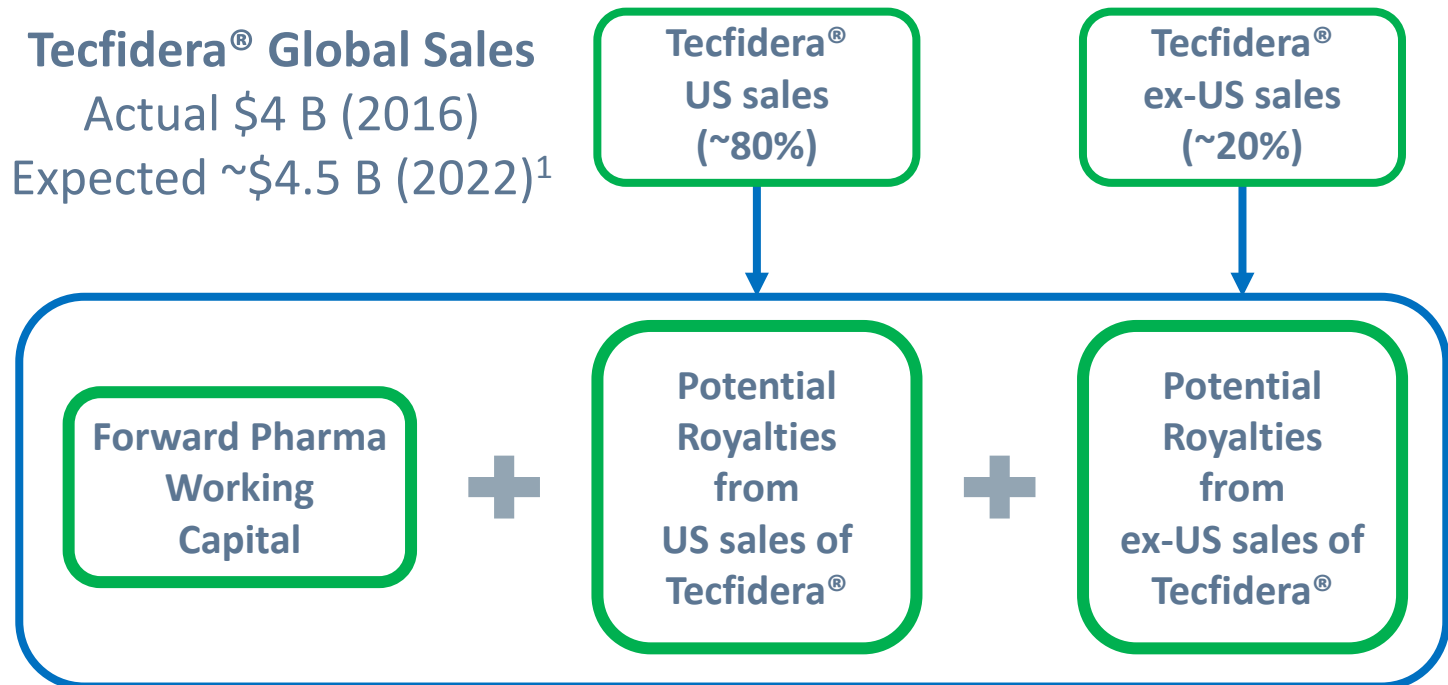 Tecfidera® Global Sales
Actual $4 B (2016)
Expected ~$4.5 B (2022)¹
Tecfidera®
US sales
(~80%)
Tecfidera®
ex-US sales
(~20%)
Forward Pharma
Working
Capital
Potential
Royalties
from
US sales of
Tecfidera®
Potential
Royalties
from
ex-US sales of
Tecfidera®